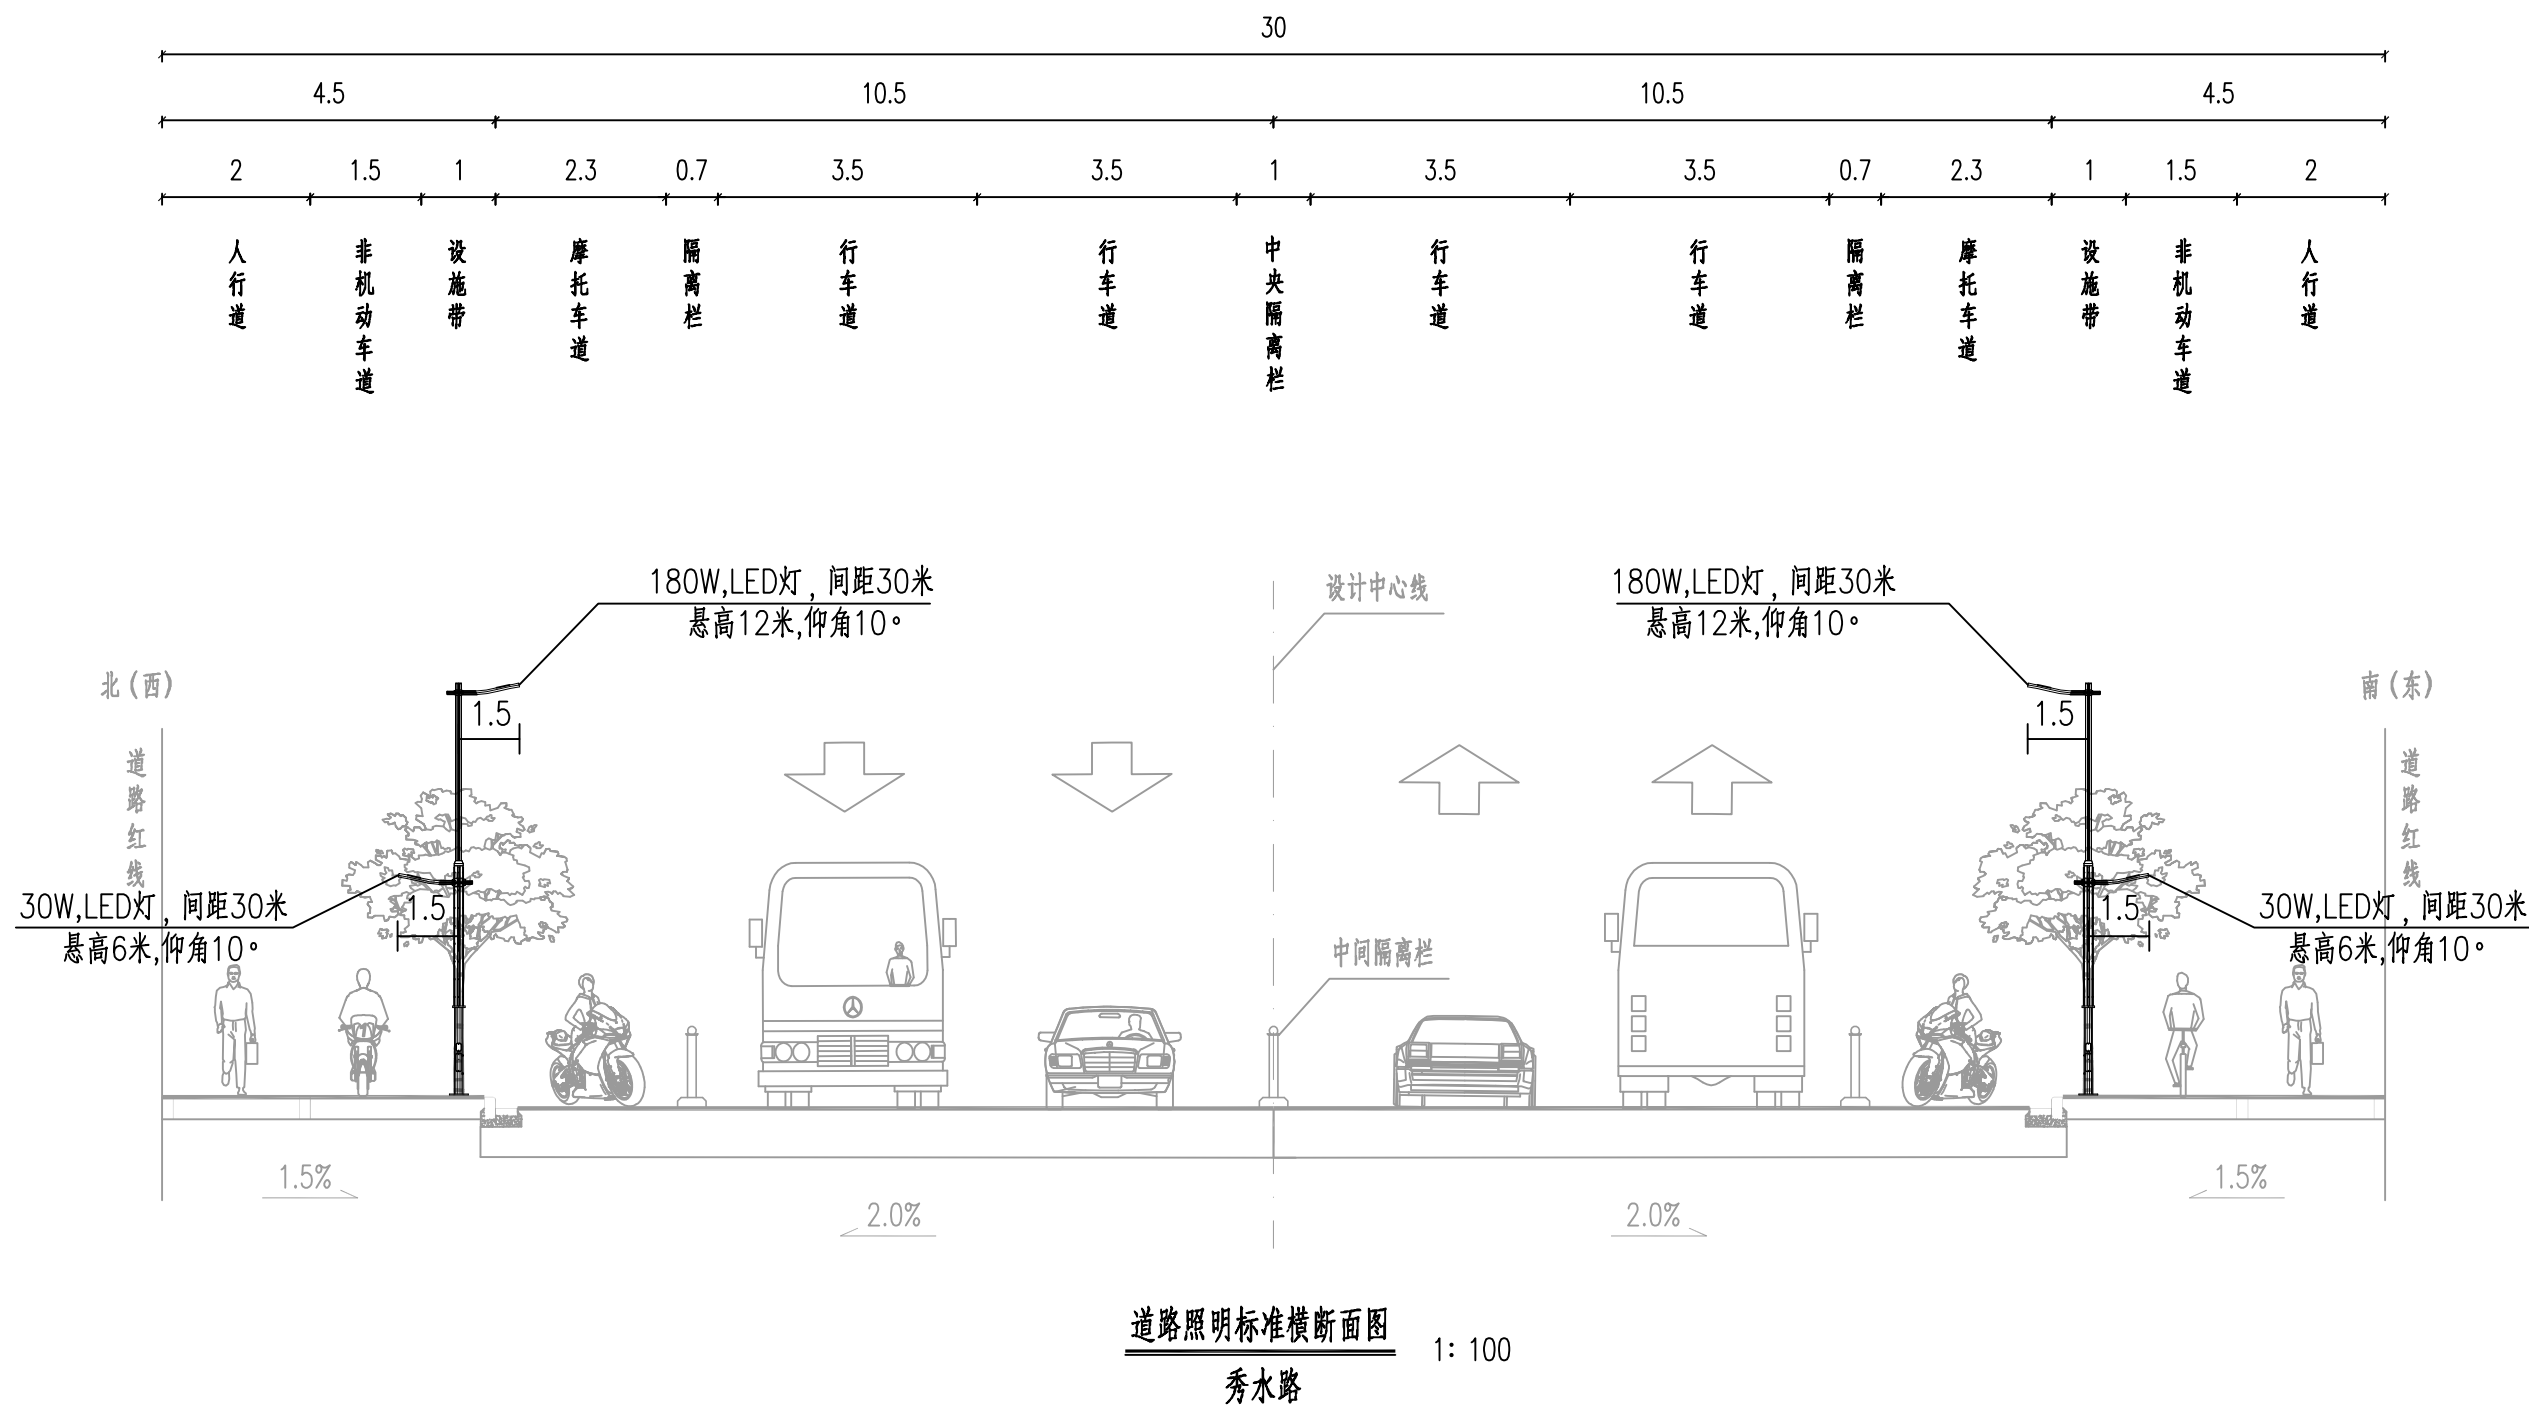 30
4.5 10.5 10.5 4.5
2 1.5 1 2.3 0.7 3.5 3.5 1 3.5 3.5 0.7 2.3 1 1.5 2
人行道
非机动车道
设施带
摩托车道
隔离栏
行车道
行车道
中央隔离栏
行车道
行车道
隔离栏
摩托车道
设施带
非机动车道
人行道
180W,LED灯，间距30米
悬高12米,仰角10°
设计中心线
180W,LED灯，间距30米
悬高12米,仰角10°
北(西)
1.5
1.5
南(东)
道路红线
道路红线
30W,LED灯，间距30米
悬高6米,仰角10°
1.5
中间隔离栏
1.5
30W,LED灯，间距30米
悬高6米,仰角10°
1.5%
2.0%
2.0%
1.5%
道路照明标准横断面图 1：100
秀水路